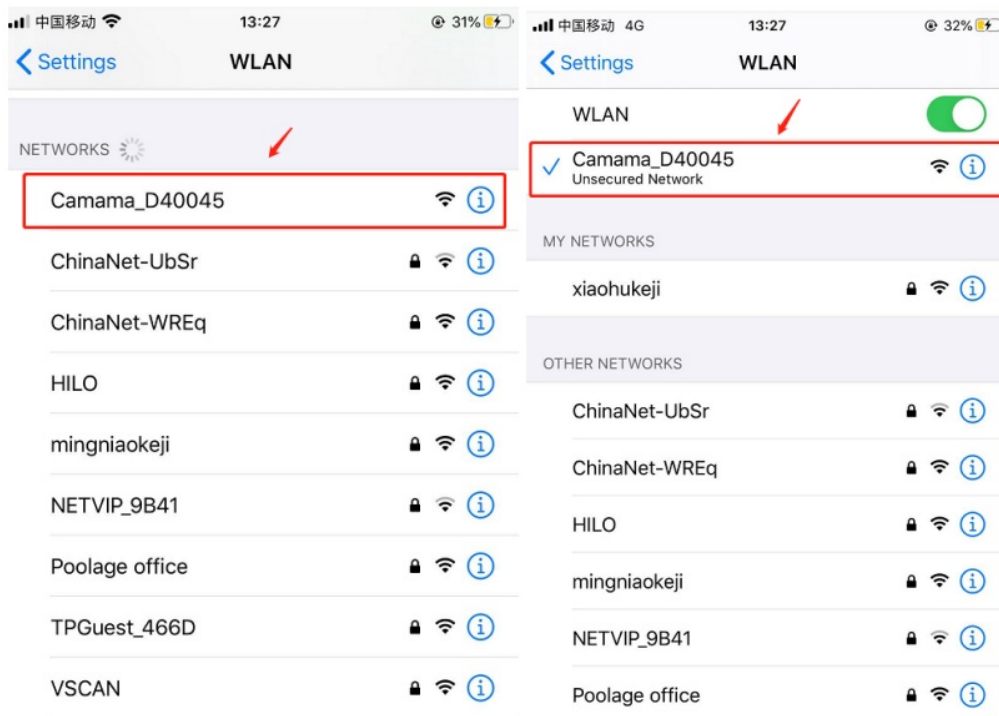 中国移动 13:27 31%
Settings WLAN
NETWORKS
Camama_D40045
ChinaNet-UbSr
ChinaNet-WREq
HILO
mingniaokeji
NETVIP_9B41
Poolage office
TPGuest_466D
VSCAN
中国移动 4G 13:27 32%
Settings WLAN
WLAN
Camama_D40045
Unsecured Network
MY NETWORKS
xiaohukeji
OTHER NETWORKS
ChinaNet-UbSr
ChinaNet-WREq
HILO
mingniaokeji
NETVIP_9B41
Poolage office